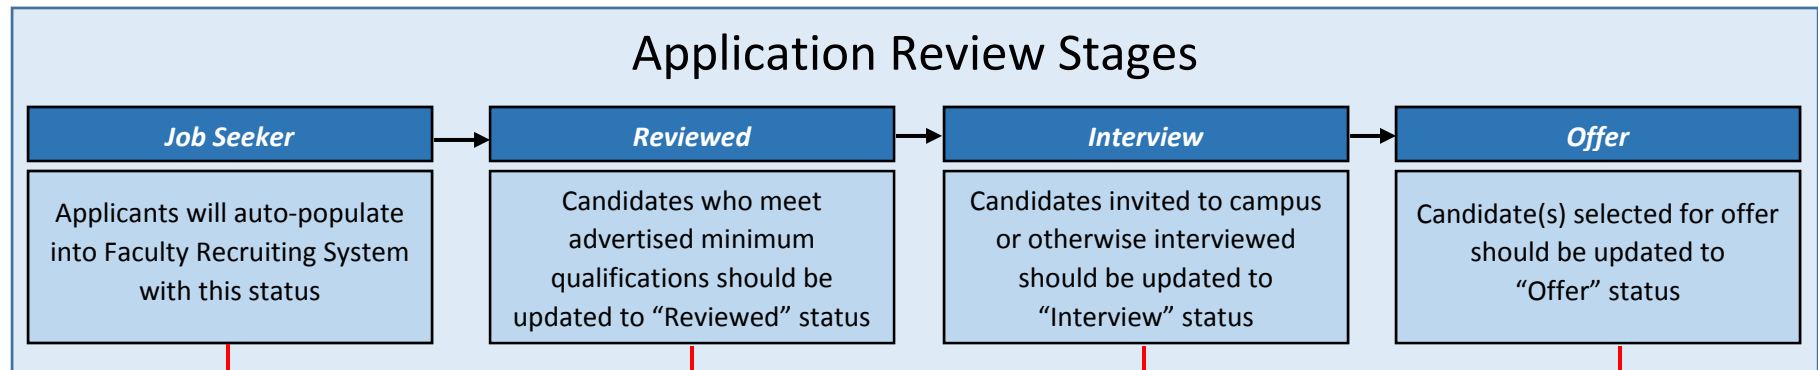 Application Review Stages
Job Seeker
Applicants will auto-populate
into Faculty Recruiting System
with this status
Reviewed
Candidates who meet
advertised minimum
qualifications should be
updated to “Reviewed” status
Interview
Candidates invited to campus
or otherwise interviewed
should be updated to
“Interview” status
Offer
Candidate(s) selected for offer
should be updated to
“Offer” status